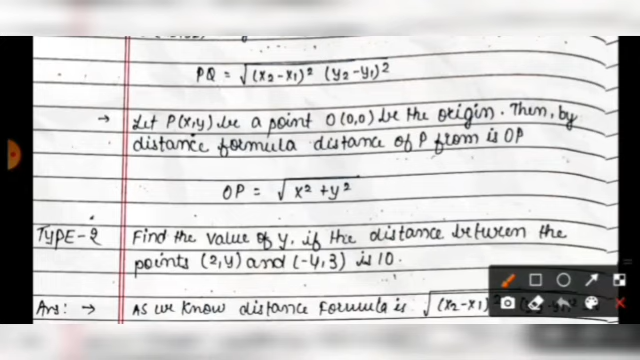 PQ = √(x2-x1)² (y2-y1)²
→ Let P(x,y) be a point O(0,0) be the origin. Then, by
distance formula distance of P from is OP
OP = √x² + y²
TYPE-2 Find the value of y, if the distance between the
points (2,y) and (-4,3) is 10.
Ans: → As we know distance formula is √(x2-x1)²